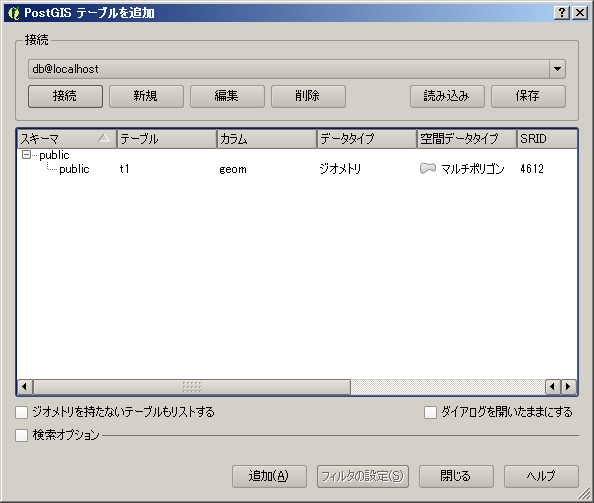 PostGIS テーブルを追加
接続
db@localhost
接続 新規 編集 削除 読み込み 保存
スキーマ テーブル カラム データタイプ 空間データタイプ SRID
public
public t1 geom ジオメトリ マルチポリゴン 4612
ジオメトリを持たないテーブルもリストする ダイアログを開いたままにする
検索オプション
追加(A) フィルタの設定(S) 閉じる ヘルプ